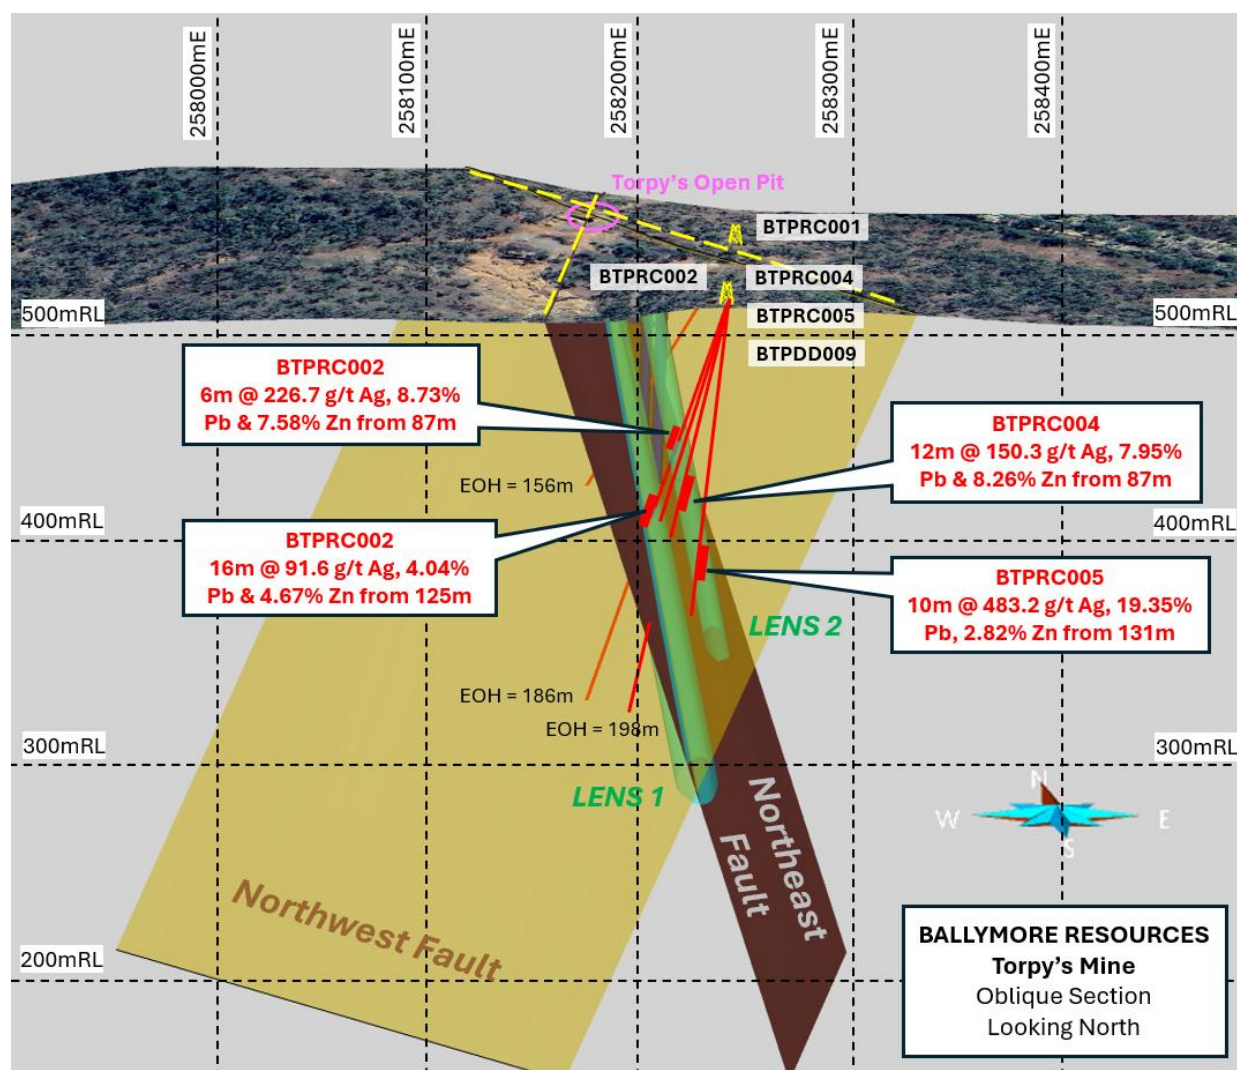 258000mE
258100mE
258200mE
258300mE
258400mE
Torpy's Open Pit
BTPRC001
BTPRC002
BTPRC004
BTPRC005
BTPDD009
500mRL
500mRL
BTPRC002
6m @ 226.7 g/t Ag, 8.73%
Pb & 7.58% Zn from 87m
BTPRC004
12m @ 150.3 g/t Ag, 7.95%
Pb & 8.26% Zn from 87m
EOH = 156m
400mRL
400mRL
BTPRC002
16m @ 91.6 g/t Ag, 4.04%
Pb & 4.67% Zn from 125m
BTPRC005
10m @ 483.2 g/t Ag, 19.35%
Pb, 2.82% Zn from 131m
LENS 2
EOH = 186m
EOH = 198m
300mRL
300mRL
LENS 1
Northeast
Fault
N
W
E
S
Northwest Fault
200mRL
BALLYMORE RESOURCES
Torpy's Mine
Oblique Section
Looking North